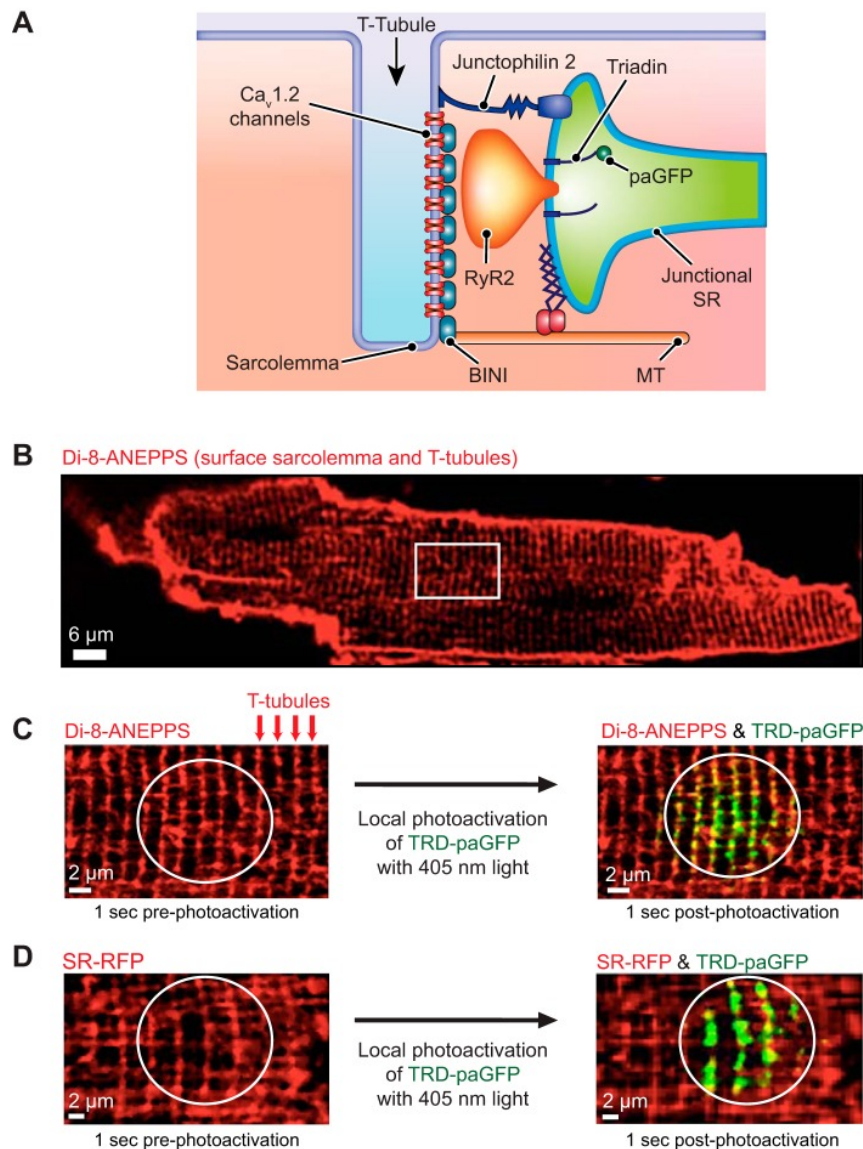 A
T-Tubule
Junctophilin 2
Triadin
Cav1.2
channels
paGFP
RyR2
Junctional
SR
Sarcolemma
BINI
MT
B
Di-8-ANEPPS (surface sarcolemma and T-tubules)
6 µm
C
T-tubules
Di-8-ANEPPS
Di-8-ANEPPS & TRD-paGFP
Local photoactivation
of TRD-paGFP
with 405 nm light
2 µm
2 µm
1 sec pre-photoactivation
1 sec post-photoactivation
D
SR-RFP
SR-RFP & TRD-paGFP
Local photoactivation
of TRD-paGFP
with 405 nm light
2 µm
2 µm
1 sec pre-photoactivation
1 sec post-photoactivation